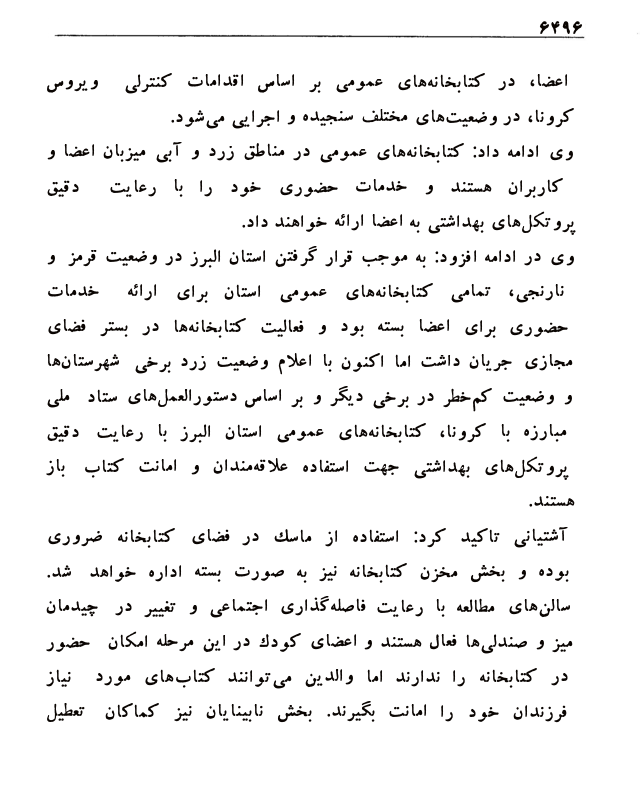 ۶۴۹۶
اعضا، در کتابخانه‌های عمومی بر اساس اقدامات کنترلی ویروس
کرونا، در وضعیت‌های مختلف سنجیده و اجرایی می‌شود.
وی ادامه داد: کتابخانه‌های عمومی در مناطق زرد و آبی میزبان اعضا و
کاربران هستند و خدمات حضوری خود را با رعایت دقیق
پروتکل‌های بهداشتی به اعضا ارائه خواهند داد.
وی در ادامه افزود: به موجب قرار گرفتن استان البرز در وضعیت قرمز و
نارنجی، تمامی کتابخانه‌های عمومی استان برای ارائه خدمات
حضوری برای اعضا بسته بود و فعالیت کتابخانه‌ها در بستر فضای
مجازی جریان داشت اما اکنون با اعلام وضعیت زرد برخی شهرستان‌ها
و وضعیت کم‌خطر در برخی دیگر و بر اساس دستورالعمل‌های ستاد ملی
مبارزه با کرونا، کتابخانه‌های عمومی استان البرز با رعایت دقیق
پروتکل‌های بهداشتی جهت استفاده علاقه‌مندان و امانت کتاب باز
هستند.
آشتیانی تاکید کرد: استفاده از ماسك در فضای کتابخانه ضروری
بوده و بخش مخزن کتابخانه نیز به صورت بسته اداره خواهد شد.
سالن‌های مطالعه با رعایت فاصله‌گذاری اجتماعی و تغییر در چیدمان
میز و صندلی‌ها فعال هستند و اعضای کودك در این مرحله امکان حضور
در کتابخانه را ندارند اما والدین می‌توانند کتاب‌های مورد نیاز
فرزندان خود را امانت بگیرند. بخش نابینایان نیز کماکان تعطیل